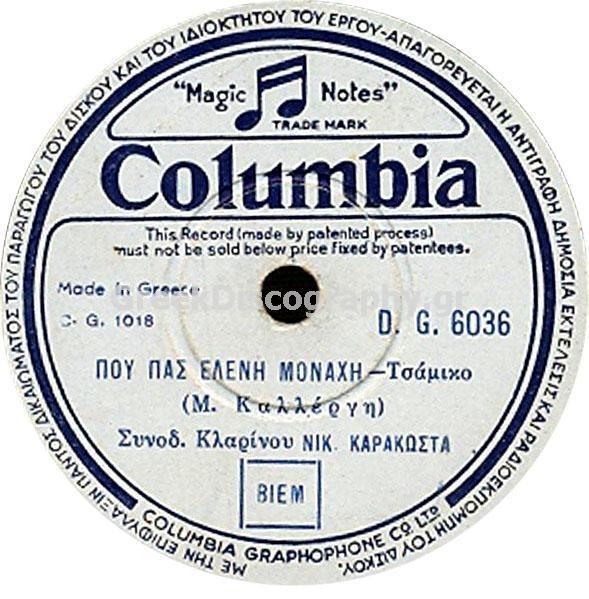 ΜΕ ΤΗΝ ΕΠΙΦΥΛΑΞΙΝ ΠΑΝΤΟΣ ΔΙΚΑΙΩΜΑΤΟΣ ΤΟΥ ΠΑΡΑΓΩΓΟΥ ΤΟΥ ΔΙΣΚΟΥ ΚΑΙ ΤΟΥ ΙΔΙΟΚΤΗΤΟΥ ΤΟΥ ΕΡΓΟΥ-ΑΠΑΓΟΡΕΥΕΤΑΙ Η ΑΝΤΙΓΡΑΦΗ ΔΗΜΟΣΙΑ ΕΚΤΕΛΕΣΙΣ ΚΑΙ ΡΑΔΙΟΕΚΠΟΜΠΗ ΤΟΥ ΔΙΣΚΟΥ.
"Magic Notes"
TRADE MARK
Columbia
This Record (made by patented process)
must not be sold below price fixed by patentees.
Made in Greece
GreekDiscography.gr
C. G. 1018
D. G. 6036
ΠΟΥ ΠΑΣ ΕΛΕΝΗ ΜΟΝΑΧΗ—Τσάμικο
(Μ. Καλλέργη)
Συνοδ. Κλαρίνου ΝΙΚ. ΚΑΡΑΚΩΣΤΑ
BIEM
COLUMBIA GRAPHOPHONE CO LTD